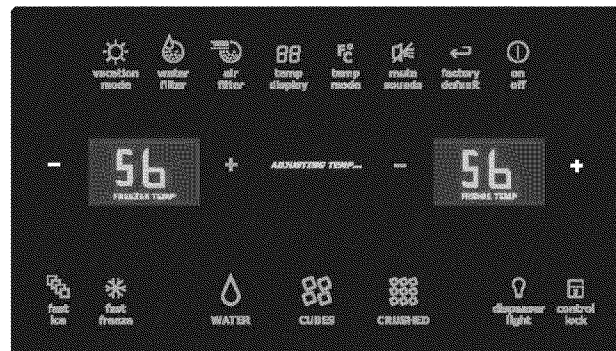 vacation mode
water filter
air filter
temp display
temp mode
mute sounds
factory default
on off
- 56 + ADJUSTING TEMP... - 56 +
FREEZER TEMP
FRIDGE TEMP
fast ice
fast freeze
WATER
CUBES
CRUSHED
dispenser light
control lock